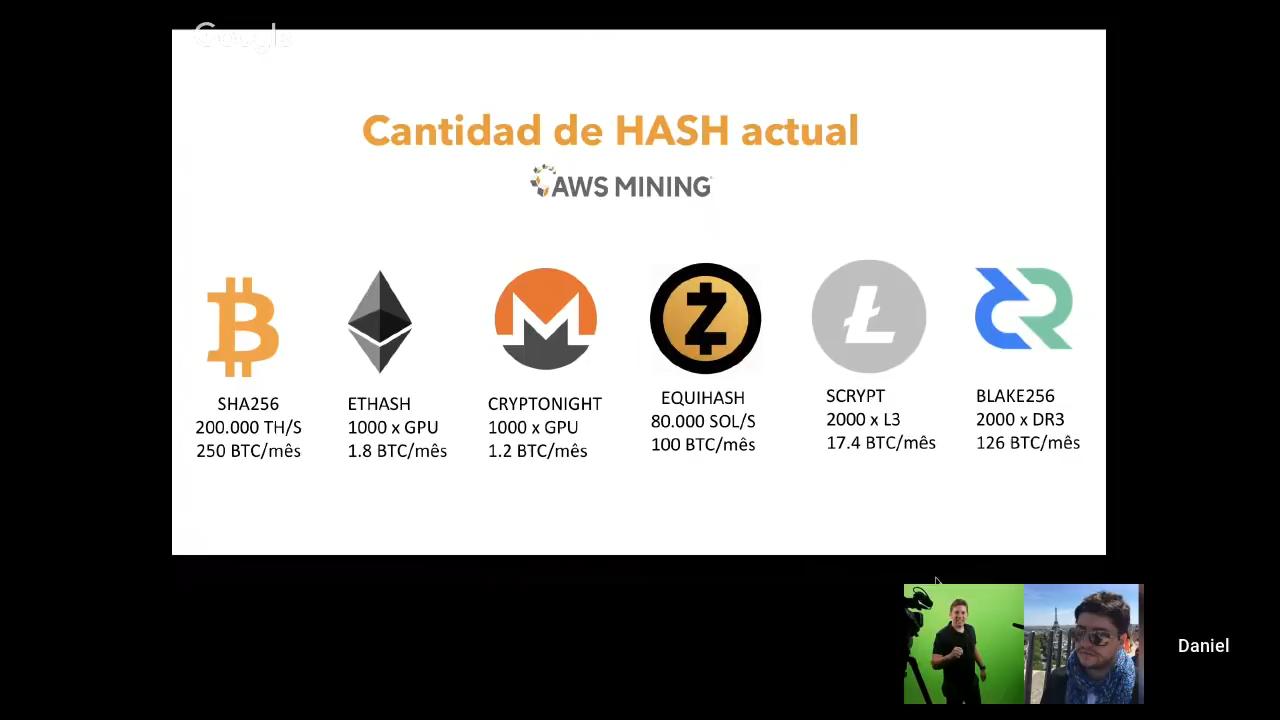 Google
Cantidad de HASH actual
AWS MINING
SHA256
200.000 TH/S
250 BTC/mês
ETHASH
1000 x GPU
1.8 BTC/mês
CRYPTONIGHT
1000 x GPU
1.2 BTC/mês
EQUIHASH
80.000 SOL/S
100 BTC/mês
SCRYPT
2000 x L3
17.4 BTC/mês
BLAKE256
2000 x DR3
126 BTC/mês
Daniel